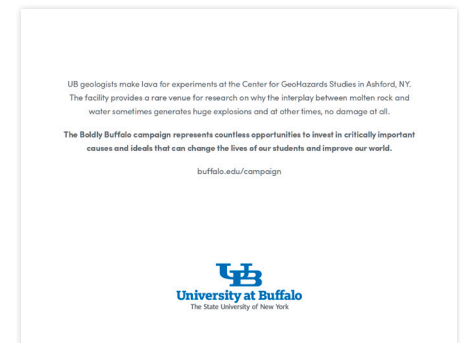 UB geologists make lava for experiments at the Center for GeoHazards Studies in Ashford, NY.
The facility provides a rare venue for research on why the interplay between molten rock and
water sometimes generates huge explosions and at other times, no damage at all.
The Boldly Buffalo campaign represents countless opportunities to invest in critically important
causes and ideals that can change the lives of our students and improve our world.
buffalo.edu/campaign
UB
University at Buffalo
The State University of New York